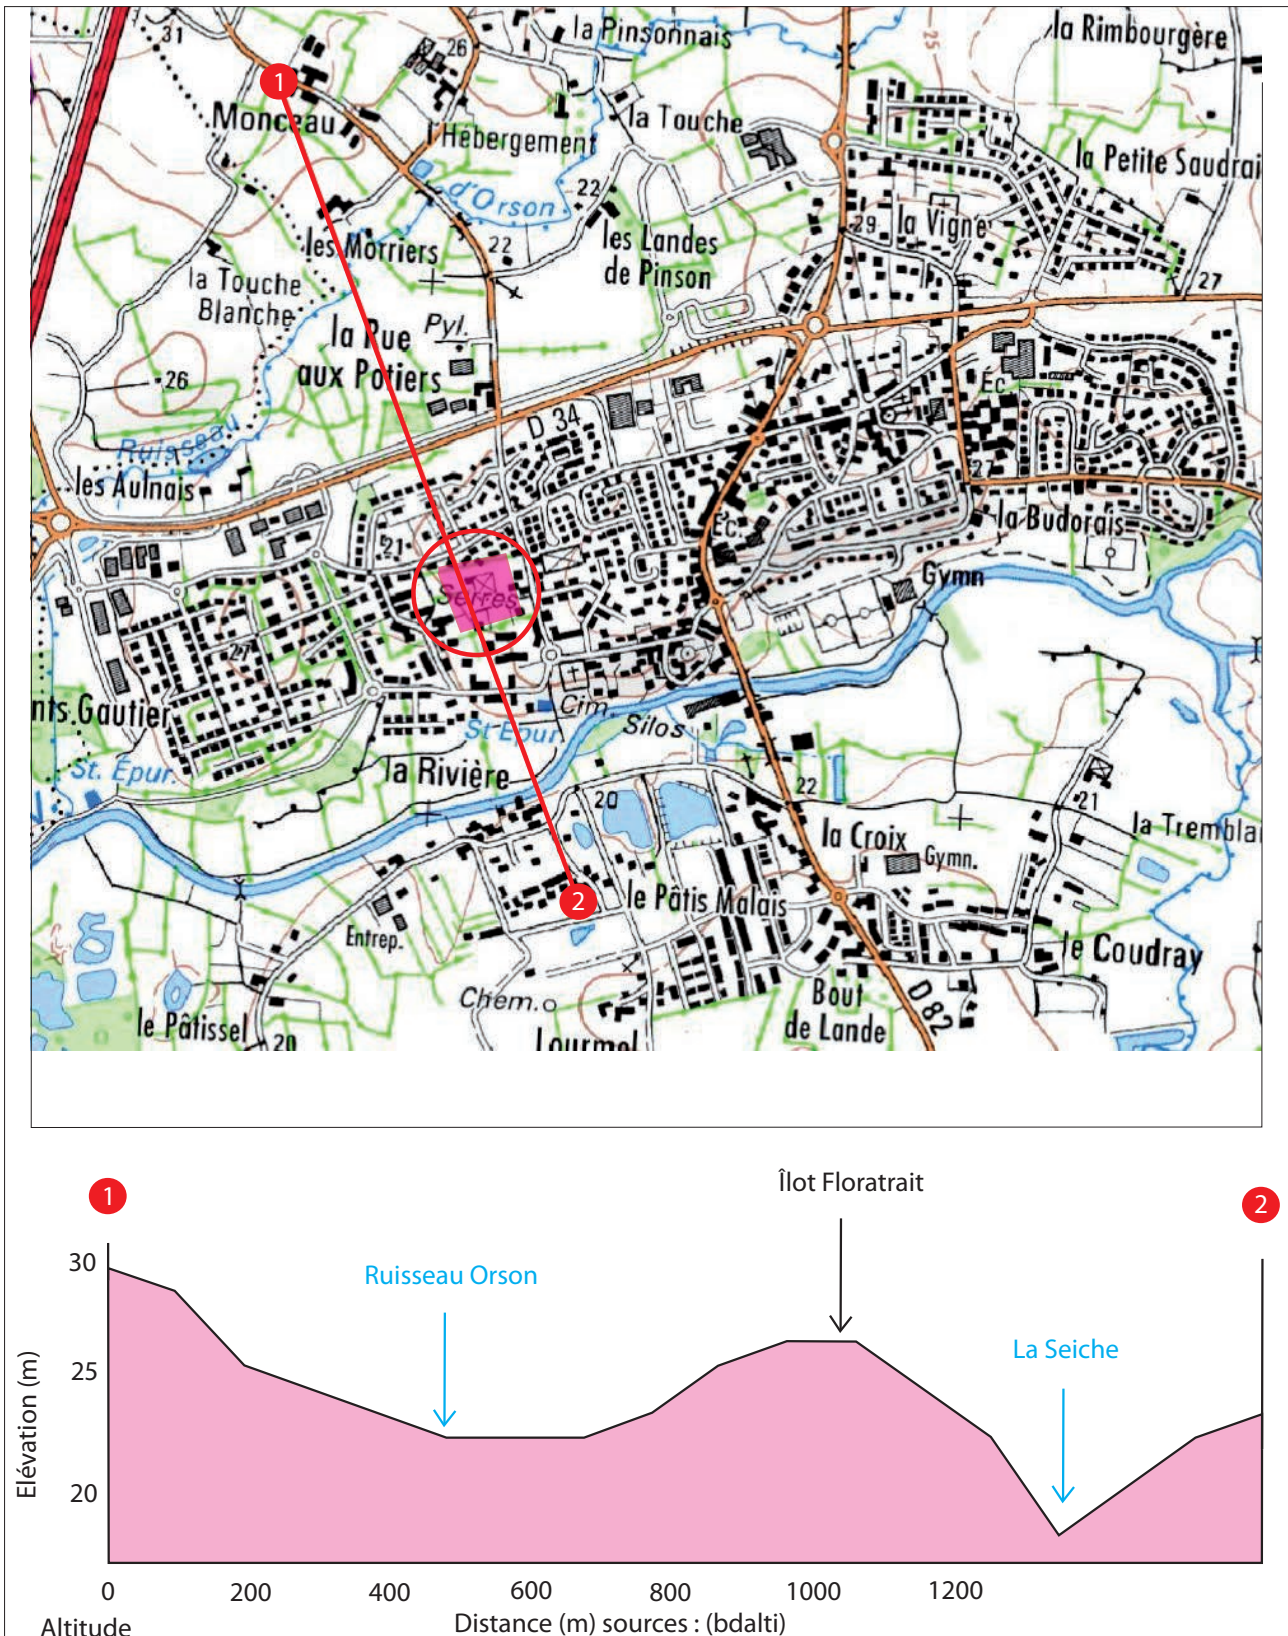 31
1
Monceau
26
la Pinsonnais
25
la Rimbourgère
l'Hébergement
la Touche
la Petite Saudrai
d'Orson
22
les Morriers
22
les Landes
de Pinson
29
la Vigne
27
la Touche
Blanche
la Rue
aux Potiers
Pyl.
26
Ruisseau
D 34
Éc.
27
les Aulnais
21
Éc.
la Budorais
Gymn
Serres
27
nts.Gautier
Cim.
St Epur.
Silos
St. Épur.
la Rivière
20
22
21
la Croix
Gymn.
la Trembla
2
le Pâtis Malais
Entrep.
le Coudray
Chem.
Bout
de Lande
D 82
le Pâtissel
20
Lourmel
1
Îlot Floratrait
2
30
Ruisseau Orson
La Seiche
25
Elévation (m)
20
0 200 400 600 800 1000 1200
Altitude
Distance (m) sources : (bdalti)